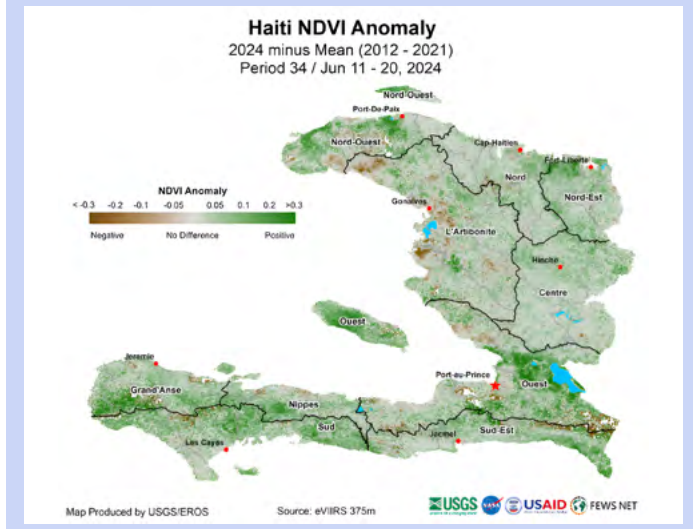 Haiti NDVI Anomaly
2024 minus Mean (2012 - 2021)
Period 34 / Jun 11 - 20, 2024
Nord-Ouest
Port-De-Paix
Nord-Ouest
Cap-Haitien
Fort-Liberte
Nord
Nord-Est
NDVI Anomaly
< -0.3 -0.2 -0.1 -0.05 0.05 0.1 0.2 >0.3
Negative No Difference Positive
Gonaives
L'Artibonite
Hinche
Centre
Ouest
Jeremie
Port-au-Prince
Ouest
Grand'Anse
Nippes
Sud
Sud-Est
Les Cayes
Jacmel
Map Produced by USGS/EROS
Source: eVIIRS 375m
USGS
NASA
USAID
FEWS NET